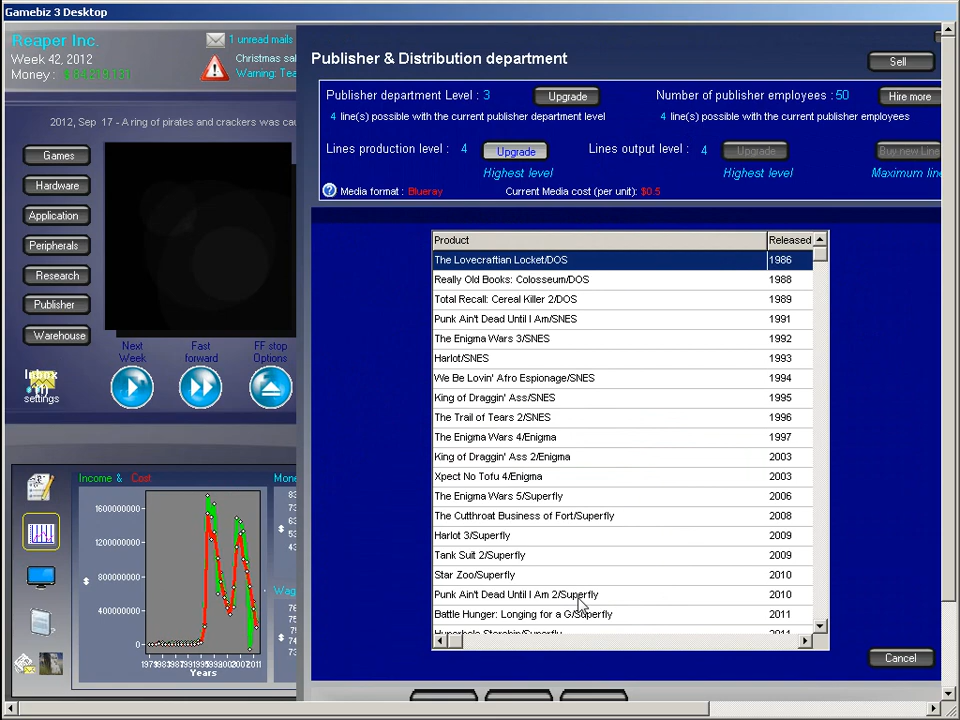 Gamebiz 3 Desktop
Reaper Inc.
1 unread mails
Week 42, 2012
Christmas sal
Money :
Warning: Tea
2012, Sep 17 - A ring of pirates and crackers was cau
Games
Hardware
Application
Peripherals
Research
Publisher
Warehouse
Next Week
Fast forward
FF stop Options
settings
Income & Cost
Mone
1600000000
1200000000
800000000
400000000
0
$
Years
Wag
Publisher & Distribution department
Sell
Publisher department Level : 3
Upgrade
Number of publisher employees : 50
Hire more
4 line(s) possible with the current publisher department level
4 line(s) possible with the current publisher employees
Lines production level : 4
Upgrade
Lines output level : 4
Upgrade
Buy new Line
Highest level
Highest level
Maximum line
Media format : Blueray
Current Media cost (per unit): $0.5
Product Released
The Lovecraftian Locket/DOS 1986
Really Old Books: Colosseum/DOS 1988
Total Recall: Cereal Killer 2/DOS 1989
Punk Ain't Dead Until I Am/SNES 1991
The Enigma Wars 3/SNES 1992
Harlot/SNES 1993
We Be Lovin' Afro Espionage/SNES 1994
King of Draggin' Ass/SNES 1995
The Trail of Tears 2/SNES 1996
The Enigma Wars 4/Enigma 1997
King of Draggin' Ass 2/Enigma 2003
Xpect No Tofu 4/Enigma 2003
The Enigma Wars 5/Superfly 2006
The Cutthroat Business of Fort/Superfly 2008
Harlot 3/Superfly 2009
Tank Suit 2/Superfly 2009
Star Zoo/Superfly 2010
Punk Ain't Dead Until I Am 2/Superfly 2010
Battle Hunger: Longing for a G/Superfly 2011
Cancel